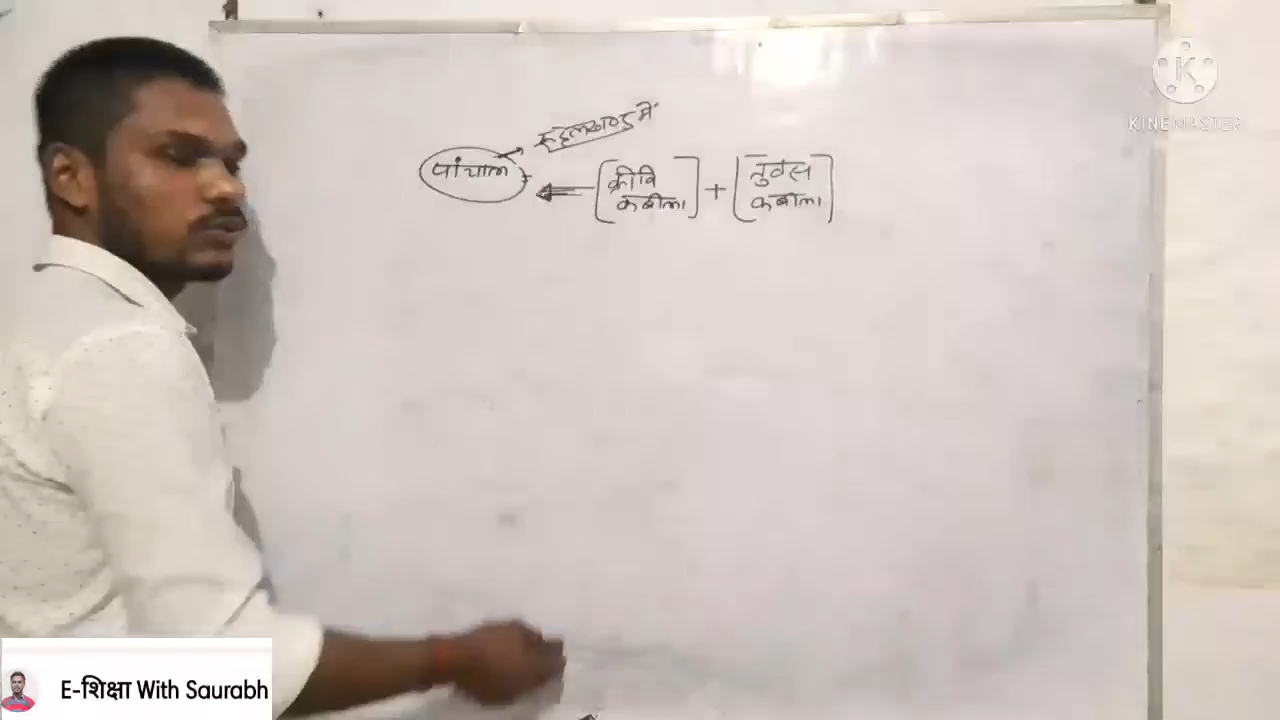 रूहेलखण्ड में
पांचाल
[क्रीवि कबीला] + [तुर्वस कबीला]
KINEMASTER
E-शिक्षा With Saurabh